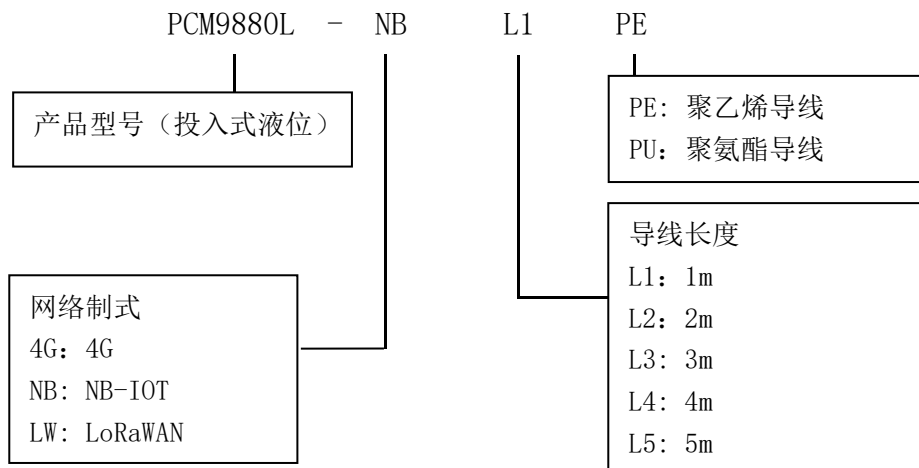 PCM9880L - NB L1 PE
产品型号（投入式液位）
PE: 聚乙烯导线
PU: 聚氨酯导线
网络制式
4G: 4G
NB: NB-IOT
LW: LoRaWAN
导线长度
L1: 1m
L2: 2m
L3: 3m
L4: 4m
L5: 5m